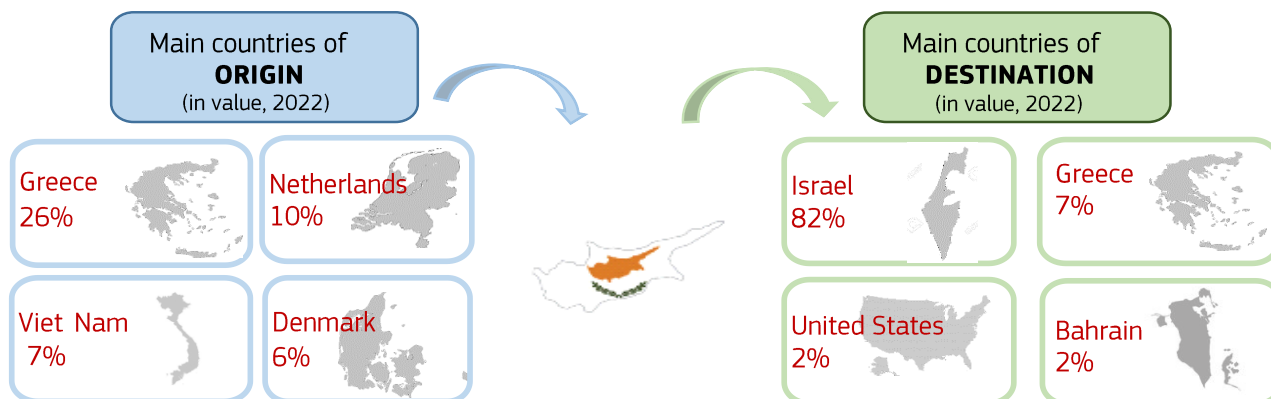 Main countries of
ORIGIN
(in value, 2022)
Main countries of
DESTINATION
(in value, 2022)
Greece
26%
Netherlands
10%
Viet Nam
7%
Denmark
6%
Israel
82%
Greece
7%
United States
2%
Bahrain
2%